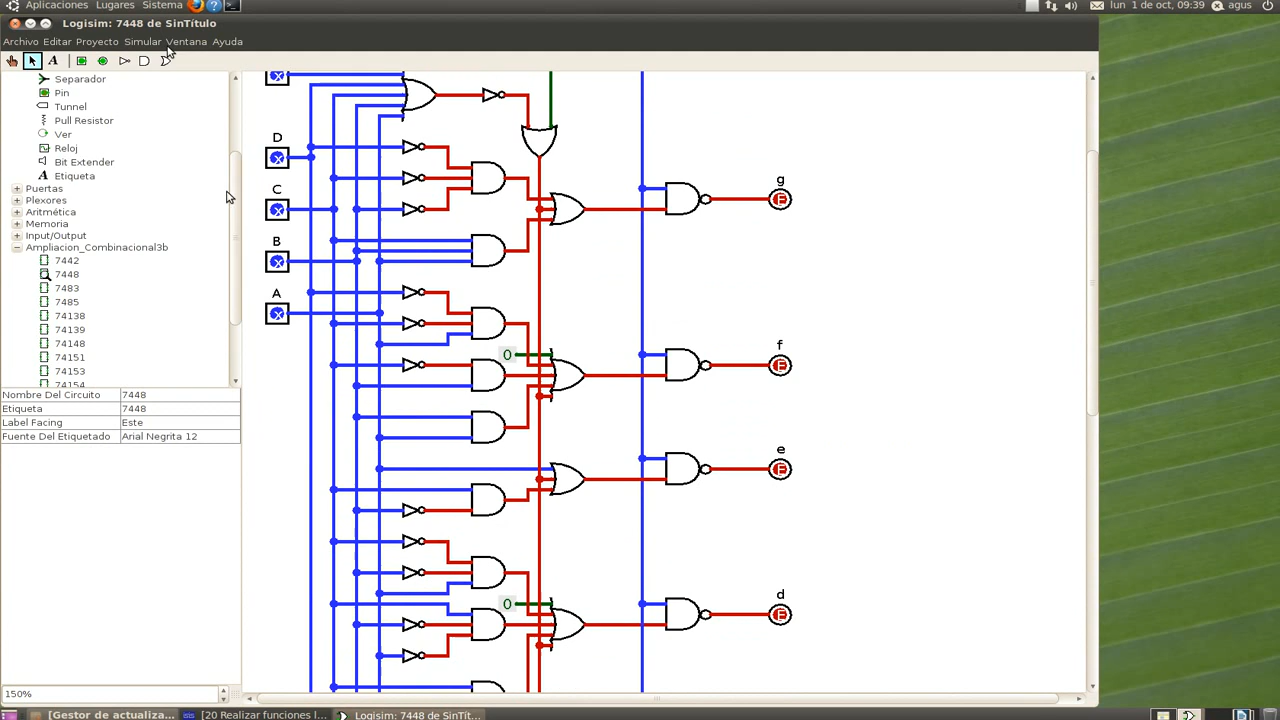 Aplicaciones Lugares Sistema
lun 1 de oct, 09:39 agus
Logisim: 7448 de SinTítulo
Archivo Editar Proyecto Simular Ventana Ayuda
A
Separador
Pin
Tunnel
Pull Resistor
Ver
Reloj
Bit Extender
A Etiqueta
Puertas
Plexores
Aritmética
Memoria
Input/Output
Ampliacion_Combinacional3b
7442
7448
7483
7485
74138
74139
74148
74151
74153
74154
Nombre Del Circuito 7448
Etiqueta 7448
Label Facing Este
Fuente Del Etiquetado Arial Negrita 12
150%
x
D
x
C
x
B
x
A
x
0
0
g
E
f
E
e
E
d
E
[Gestor de actualiza... [20 Realizar funciones l... Logisim: 7448 de SinTít...